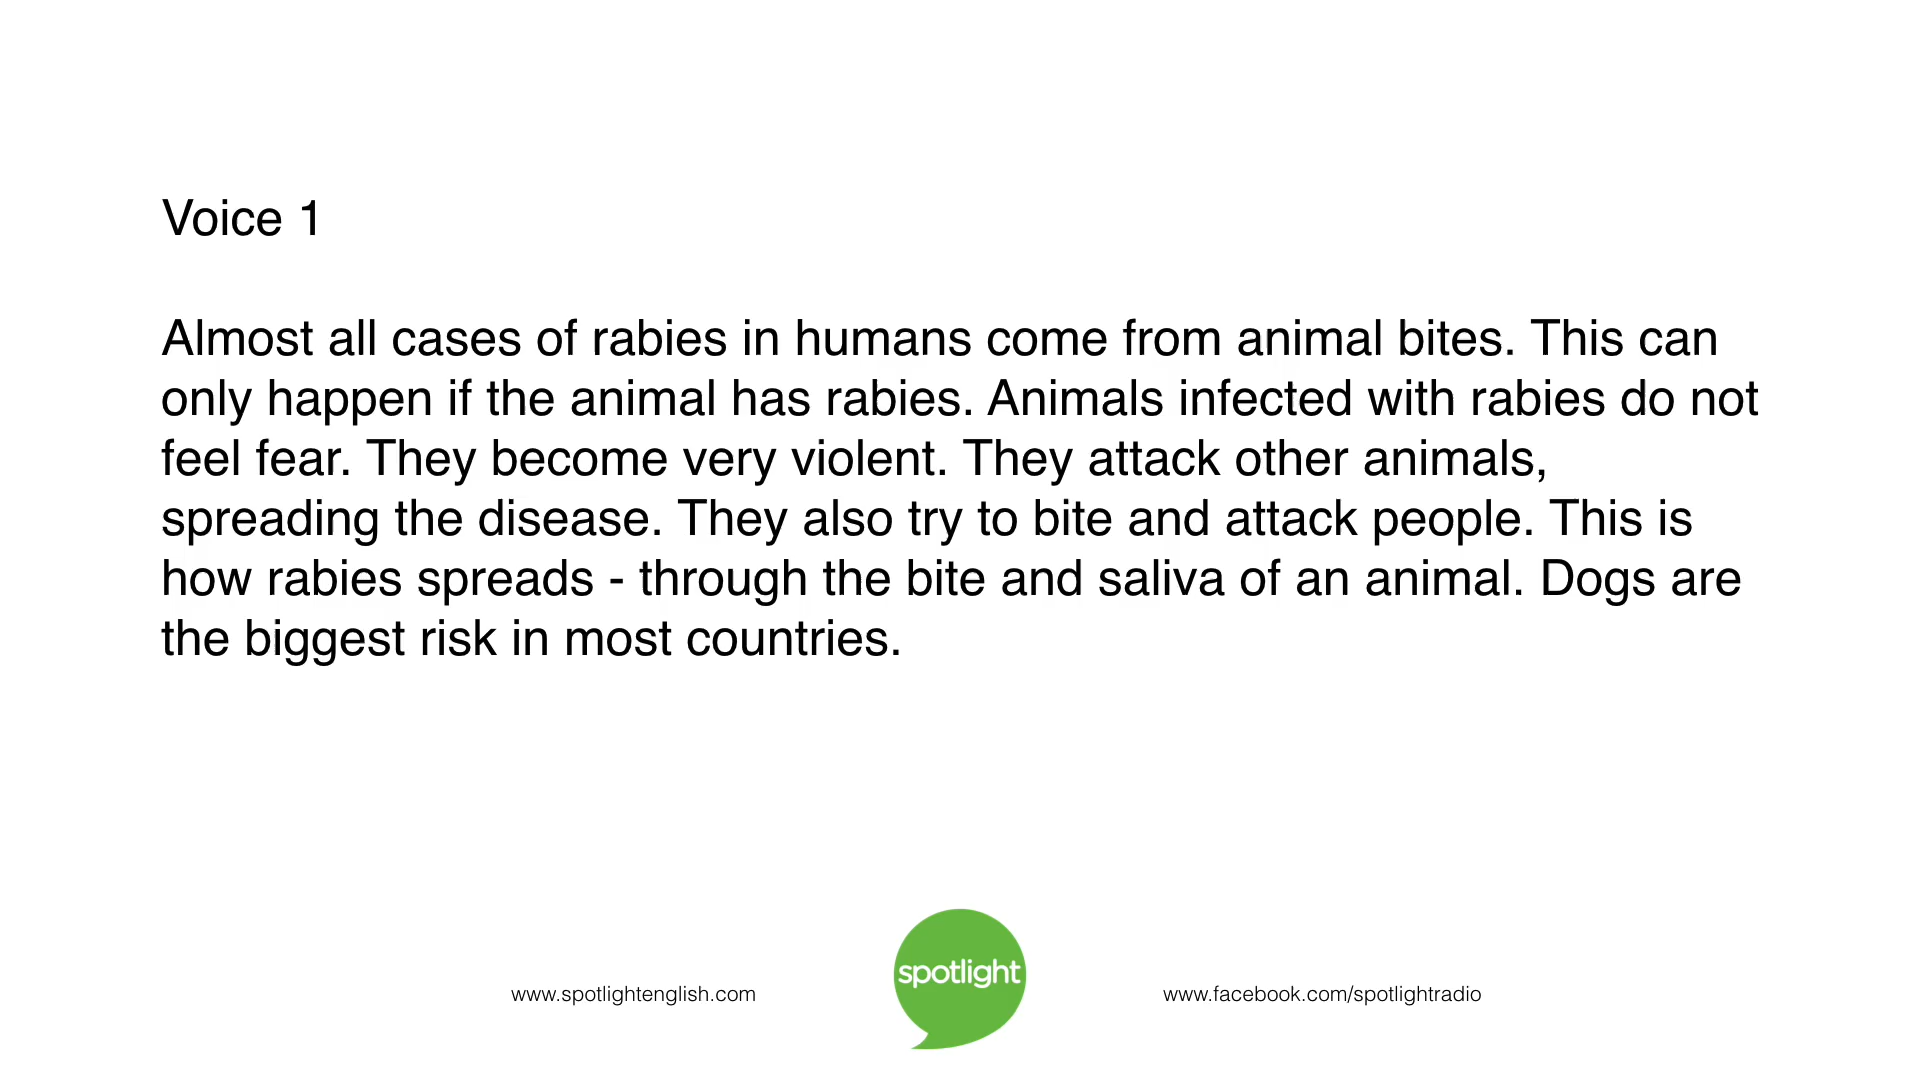 Voice 1
Almost all cases of rabies in humans come from animal bites. This can
only happen if the animal has rabies. Animals infected with rabies do not
feel fear. They become very violent. They attack other animals,
spreading the disease. They also try to bite and attack people. This is
how rabies spreads - through the bite and saliva of an animal. Dogs are
the biggest risk in most countries.
www.spotlightenglish.com
spotlight
www.facebook.com/spotlightradio